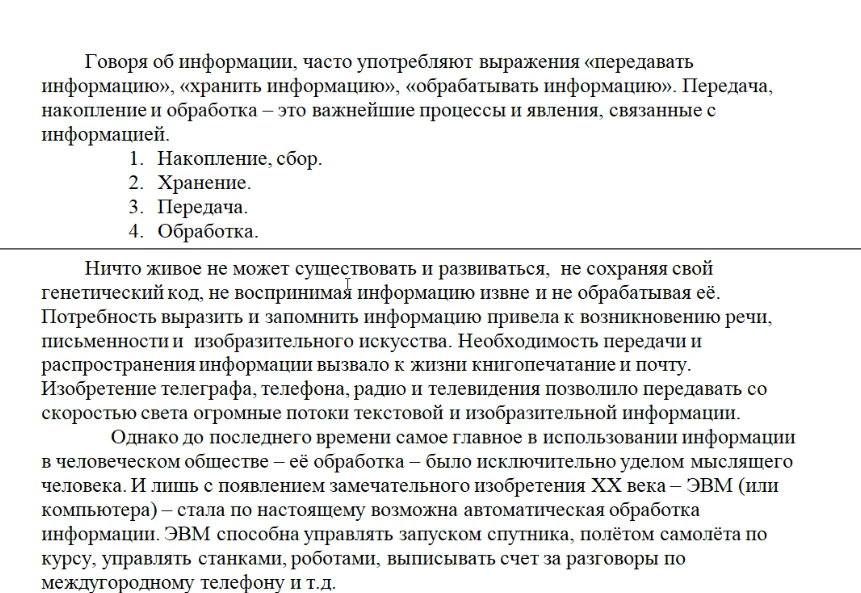 Говоря об информации, часто употребляют выражения «передавать
информацию», «хранить информацию», «обрабатывать информацию». Передача,
накопление и обработка – это важнейшие процессы и явления, связанные с
информацией.
1. Накопление, сбор.
2. Хранение.
3. Передача.
4. Обработка.
Ничто живое не может существовать и развиваться,  не сохраняя свой
генетический код, не воспринимая информацию извне и не обрабатывая её.
Потребность выразить и запомнить информацию привела к возникновению речи,
письменности и  изобразительного искусства. Необходимость передачи и
распространения информации вызвало к жизни книгопечатание и почту.
Изобретение телеграфа, телефона, радио и телевидения позволило передавать со
скоростью света огромные потоки текстовой и изобразительной информации.
Однако до последнего времени самое главное в использовании информации
в человеческом обществе – её обработка – было исключительно уделом мыслящего
человека. И лишь с появлением замечательного изобретения XX века – ЭВМ (или
компьютера) – стала по настоящему возможна автоматическая обработка
информации. ЭВМ способна управлять запуском спутника, полётом самолёта по
курсу, управлять станками, роботами, выписывать счет за разговоры по
междугородному телефону и т.д.